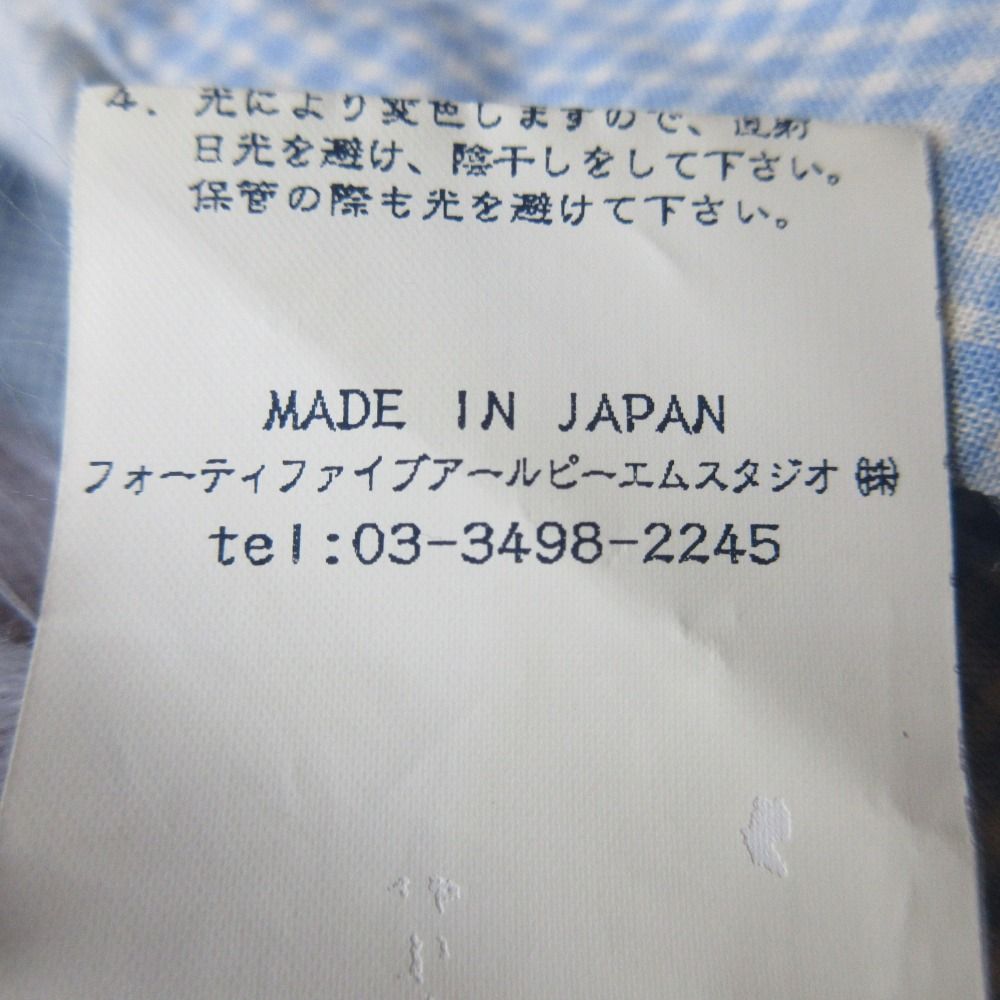 4. 光により変色しますので、直射
日光を避け、陰干しをして下さい。
保管の際も光を避けて下さい。
MADE IN JAPAN
フォーティファイブアールピーエムスタジオ ㈱
tel:03-3498-2245